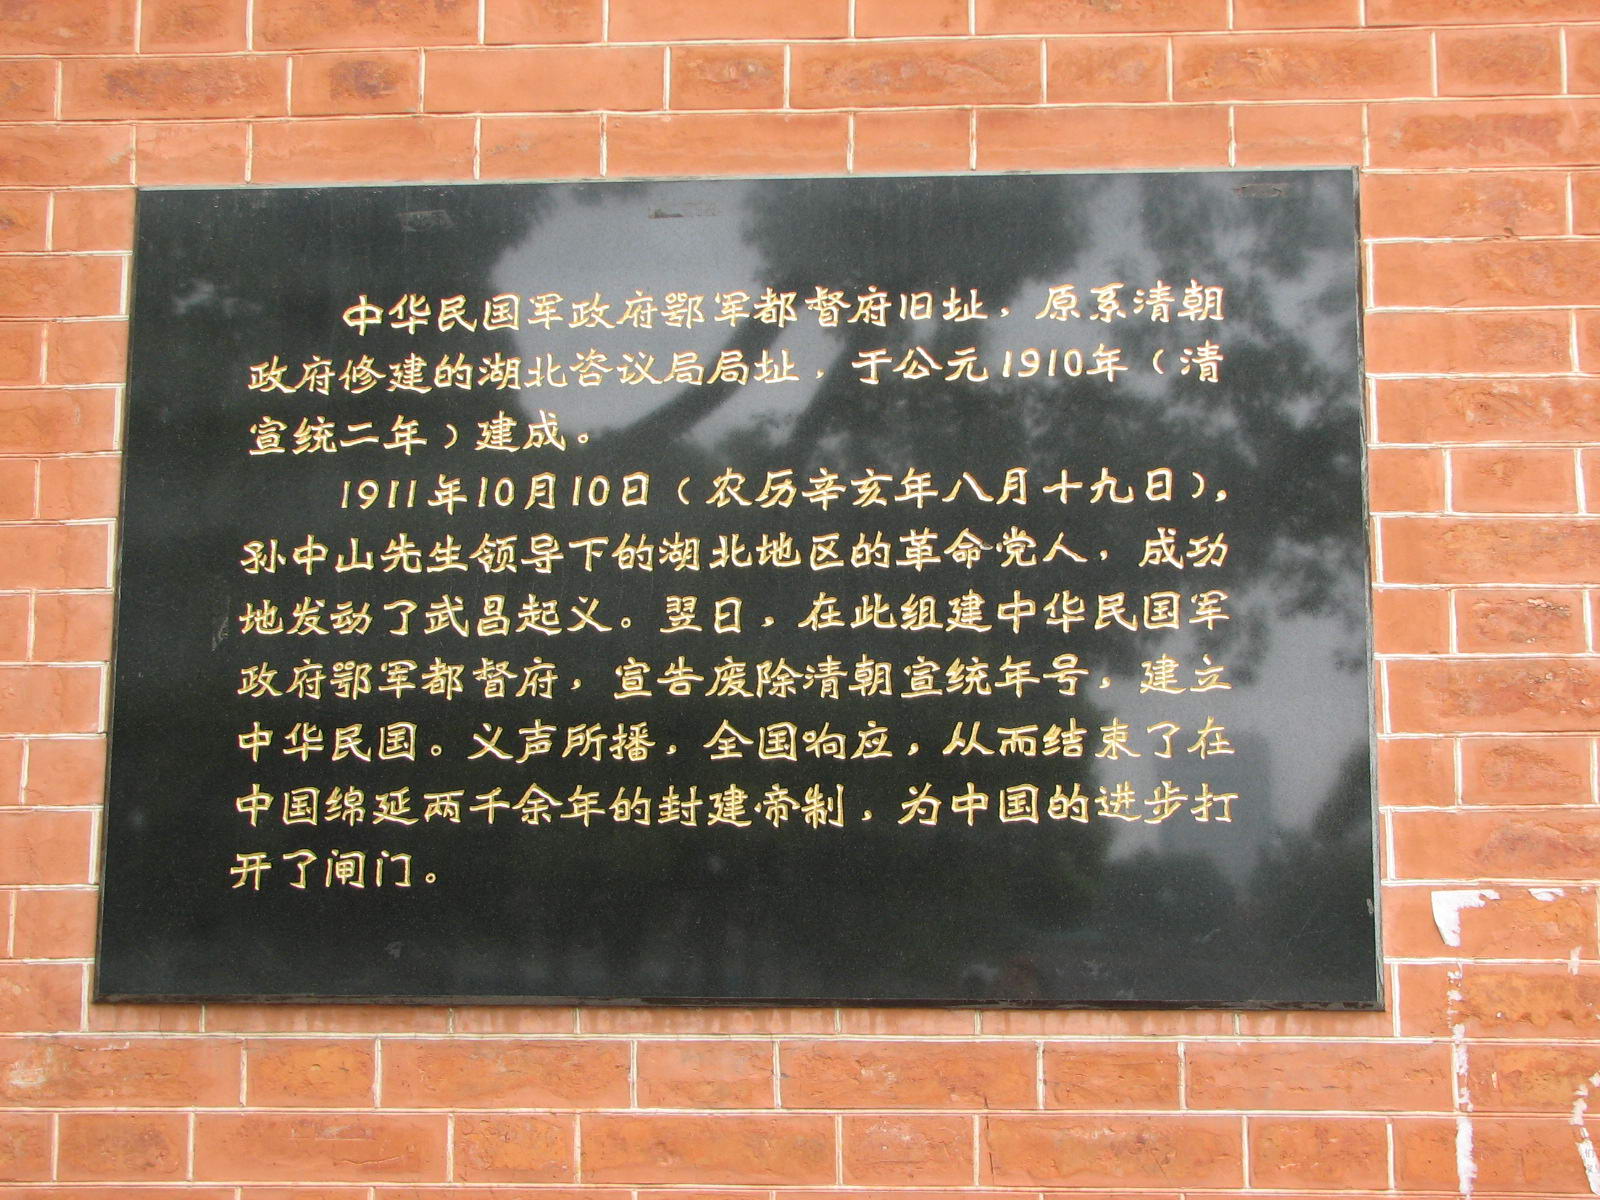 中华民国军政府鄂军都督府旧址，原系清朝
政府修建的湖北咨议局局址，于公元1910年（清
宣统二年）建成。
1911年10月10日（农历辛亥年八月十九日），
孙中山先生领导下的湖北地区的革命党人，成功
地发动了武昌起义。翌日，在此组建中华民国军
政府鄂军都督府，宣告废除清朝宣统年号，建立
中华民国。义声所播，全国响应，从而结束了在
中国绵延两千余年的封建帝制，为中国的进步打
开了闸门。